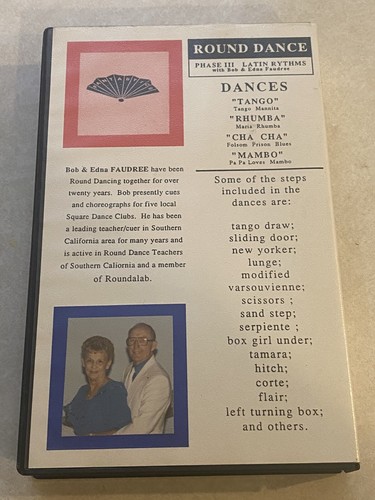 ROUND DANCE
PHASE III LATIN RYTHMS
with Bob & Edna Faudree
DANCES
"TANGO"
Tango Mannita
"RHUMBA"
Maria Rhumba
"CHA CHA"
Folsom Prison Blues
"MAMBO"
Pa Pa Loves Mambo
Bob & Edna FAUDREE have been
Round Dancing together for over
twenty years. Bob presently cues
and choreographs for five local
Square Dance Clubs. He has been
a leading teacher/cuer in Southern
California area for many years and
is active in Round Dance Teachers
of Southern Caliornia and a member
of Roundalab.
Some of the steps
included in the
dances are:
tango draw;
sliding door;
new yorker;
lunge;
modified
varsouvienne;
scissors ;
sand step;
serpiente ;
box girl under;
tamara;
hitch;
corte;
flair;
left turning box;
and others.